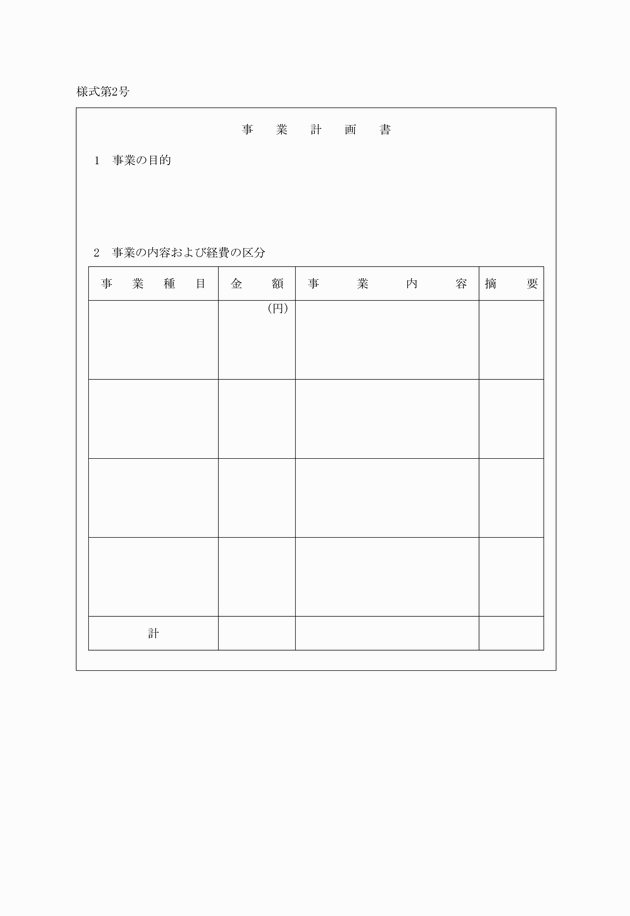 様式第2号
事業計画書
1 事業の目的
2 事業の内容および経費の区分
事業種目 金額 事業内容 摘要
(円)
計